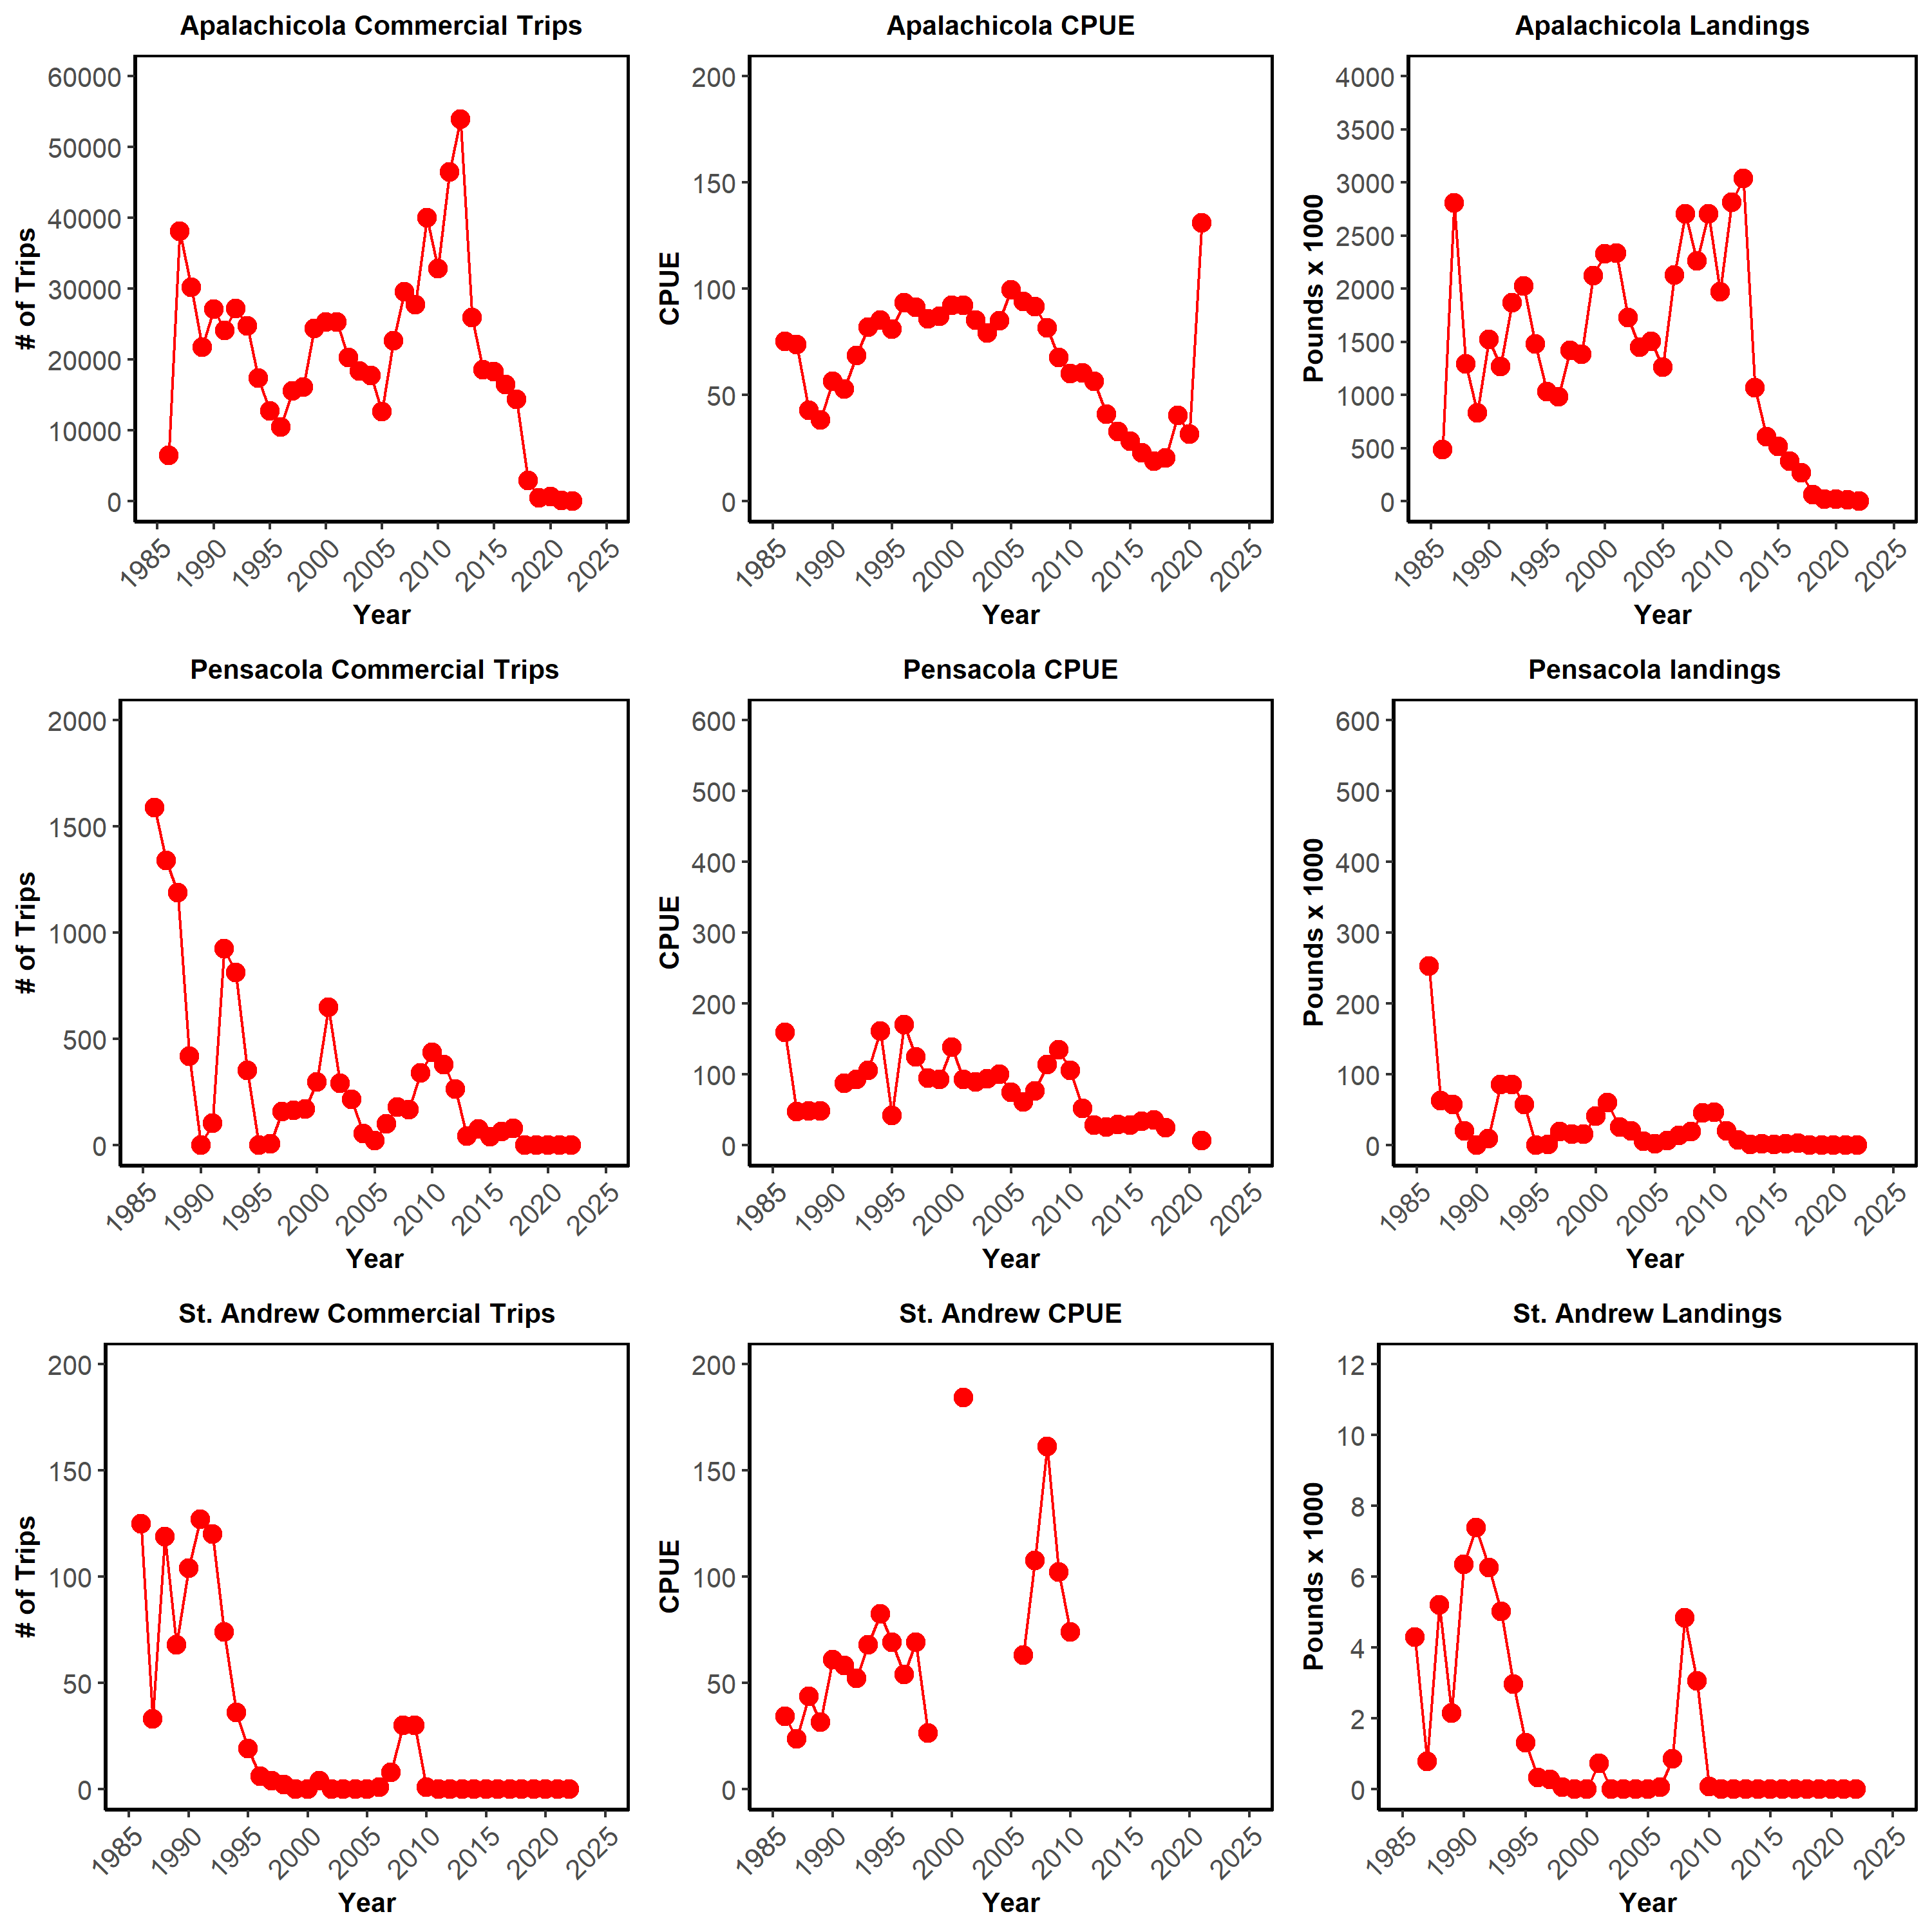 Apalachicola Commercial Trips
# of Trips
60000
50000
40000
30000
20000
10000
0
1985 1990 1995 2000 2005 2010 2015 2020 2025
Year
Apalachicola CPUE
CPUE
200
150
100
50
0
1985 1990 1995 2000 2005 2010 2015 2020 2025
Year
Apalachicola Landings
Pounds x 1000
4000
3500
3000
2500
2000
1500
1000
500
0
1985 1990 1995 2000 2005 2010 2015 2020 2025
Year
Pensacola Commercial Trips
# of Trips
2000
1500
1000
500
0
1985 1990 1995 2000 2005 2010 2015 2020 2025
Year
Pensacola CPUE
CPUE
600
500
400
300
200
100
0
1985 1990 1995 2000 2005 2010 2015 2020 2025
Year
Pensacola landings
Pounds x 1000
600
500
400
300
200
100
0
1985 1990 1995 2000 2005 2010 2015 2020 2025
Year
St. Andrew Commercial Trips
# of Trips
200
150
100
50
0
1985 1990 1995 2000 2005 2010 2015 2020 2025
Year
St. Andrew CPUE
CPUE
200
150
100
50
0
1985 1990 1995 2000 2005 2010 2015 2020 2025
Year
St. Andrew Landings
Pounds x 1000
12
10
8
6
4
2
0
1985 1990 1995 2000 2005 2010 2015 2020 2025
Year